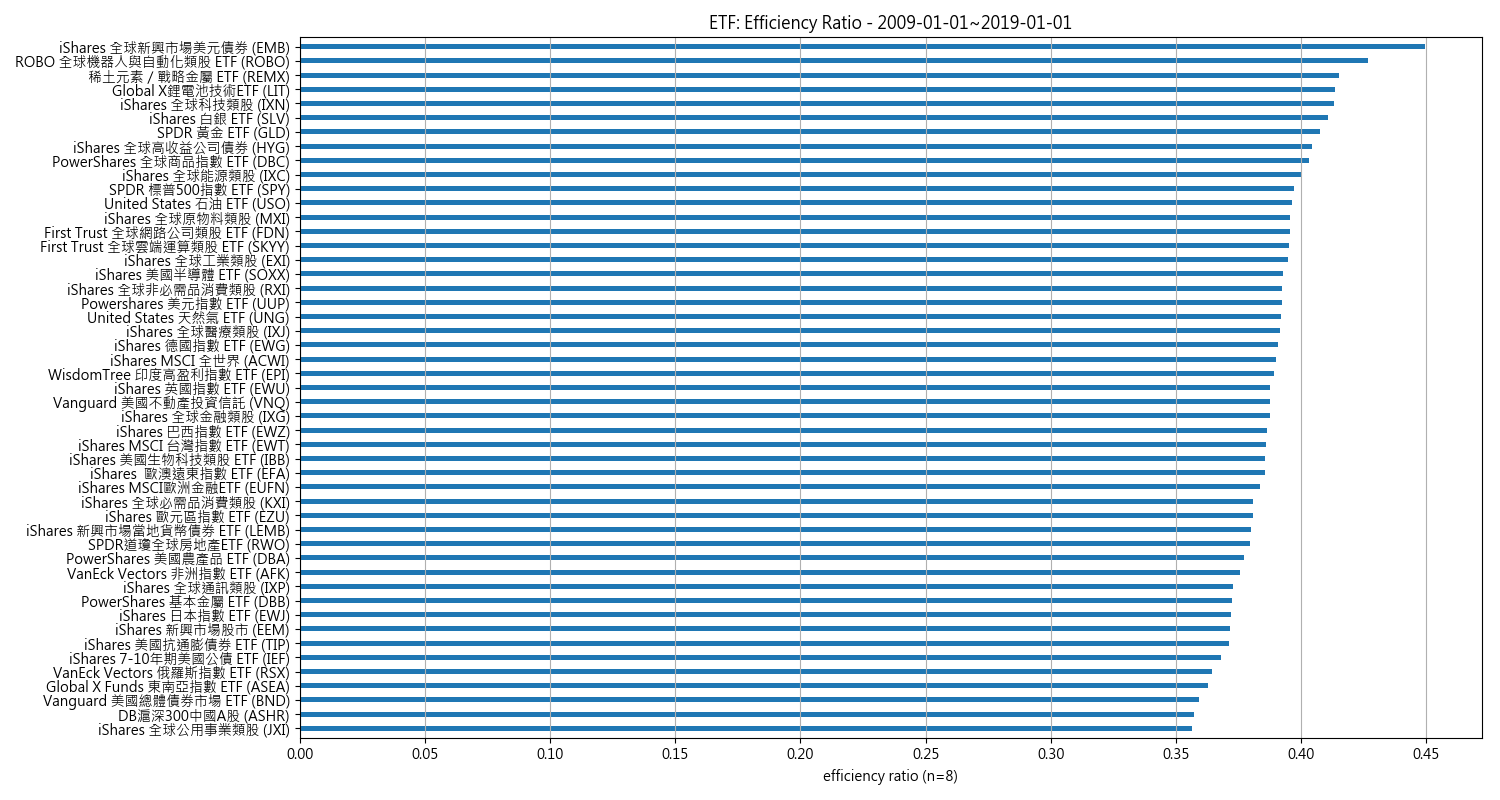 ETF: Efficiency Ratio - 2009-01-01~2019-01-01
iShares 全球新興市場美元債券 (EMB)
ROBO 全球機器人與自動化類股 ETF (ROBO)
稀土元素 / 戰略金屬 ETF (REMX)
Global X鋰電池技術ETF (LIT)
iShares 全球科技類股 (IXN)
iShares 白銀 ETF (SLV)
SPDR 黃金 ETF (GLD)
iShares 全球高收益公司債券 (HYG)
PowerShares 全球商品指數 ETF (DBC)
iShares 全球能源類股 (IXC)
SPDR 標普500指數 ETF (SPY)
United States 石油 ETF (USO)
iShares 全球原物料類股 (MXI)
First Trust 全球網路公司類股 ETF (FDN)
First Trust 全球雲端運算類股 ETF (SKYY)
iShares 全球工業類股 (EXI)
iShares 美國半導體 ETF (SOXX)
iShares 全球非必需品消費類股 (RXI)
Powershares 美元指數 ETF (UUP)
United States 天然氣 ETF (UNG)
iShares 全球醫療類股 (IXJ)
iShares 德國指數 ETF (EWG)
iShares MSCI 全世界 (ACWI)
WisdomTree 印度高盈利指數 ETF (EPI)
iShares 英國指數 ETF (EWU)
Vanguard 美國不動產投資信託 (VNQ)
iShares 全球金融類股 (IXG)
iShares 巴西指數 ETF (EWZ)
iShares MSCI 台灣指數 ETF (EWT)
iShares 美國生物科技類股 ETF (IBB)
iShares  歐澳遠東指數 ETF (EFA)
iShares MSCI歐洲金融ETF (EUFN)
iShares 全球必需品消費類股 (KXI)
iShares 歐元區指數 ETF (EZU)
iShares 新興市場當地貨幣債券 ETF (LEMB)
SPDR道瓊全球房地產ETF (RWO)
PowerShares 美國農產品 ETF (DBA)
VanEck Vectors 非洲指數 ETF (AFK)
iShares 全球通訊類股 (IXP)
PowerShares 基本金屬 ETF (DBB)
iShares 日本指數 ETF (EWJ)
iShares 新興市場股市 (EEM)
iShares 美國抗通膨債券 ETF (TIP)
iShares 7-10年期美國公債 ETF (IEF)
VanEck Vectors 俄羅斯指數 ETF (RSX)
Global X Funds 東南亞指數 ETF (ASEA)
Vanguard 美國總體債券市場 ETF (BND)
DB滬深300中國A股 (ASHR)
iShares 全球公用事業類股 (JXI)
0.00 0.05 0.10 0.15 0.20 0.25 0.30 0.35 0.40 0.45
efficiency ratio (n=8)